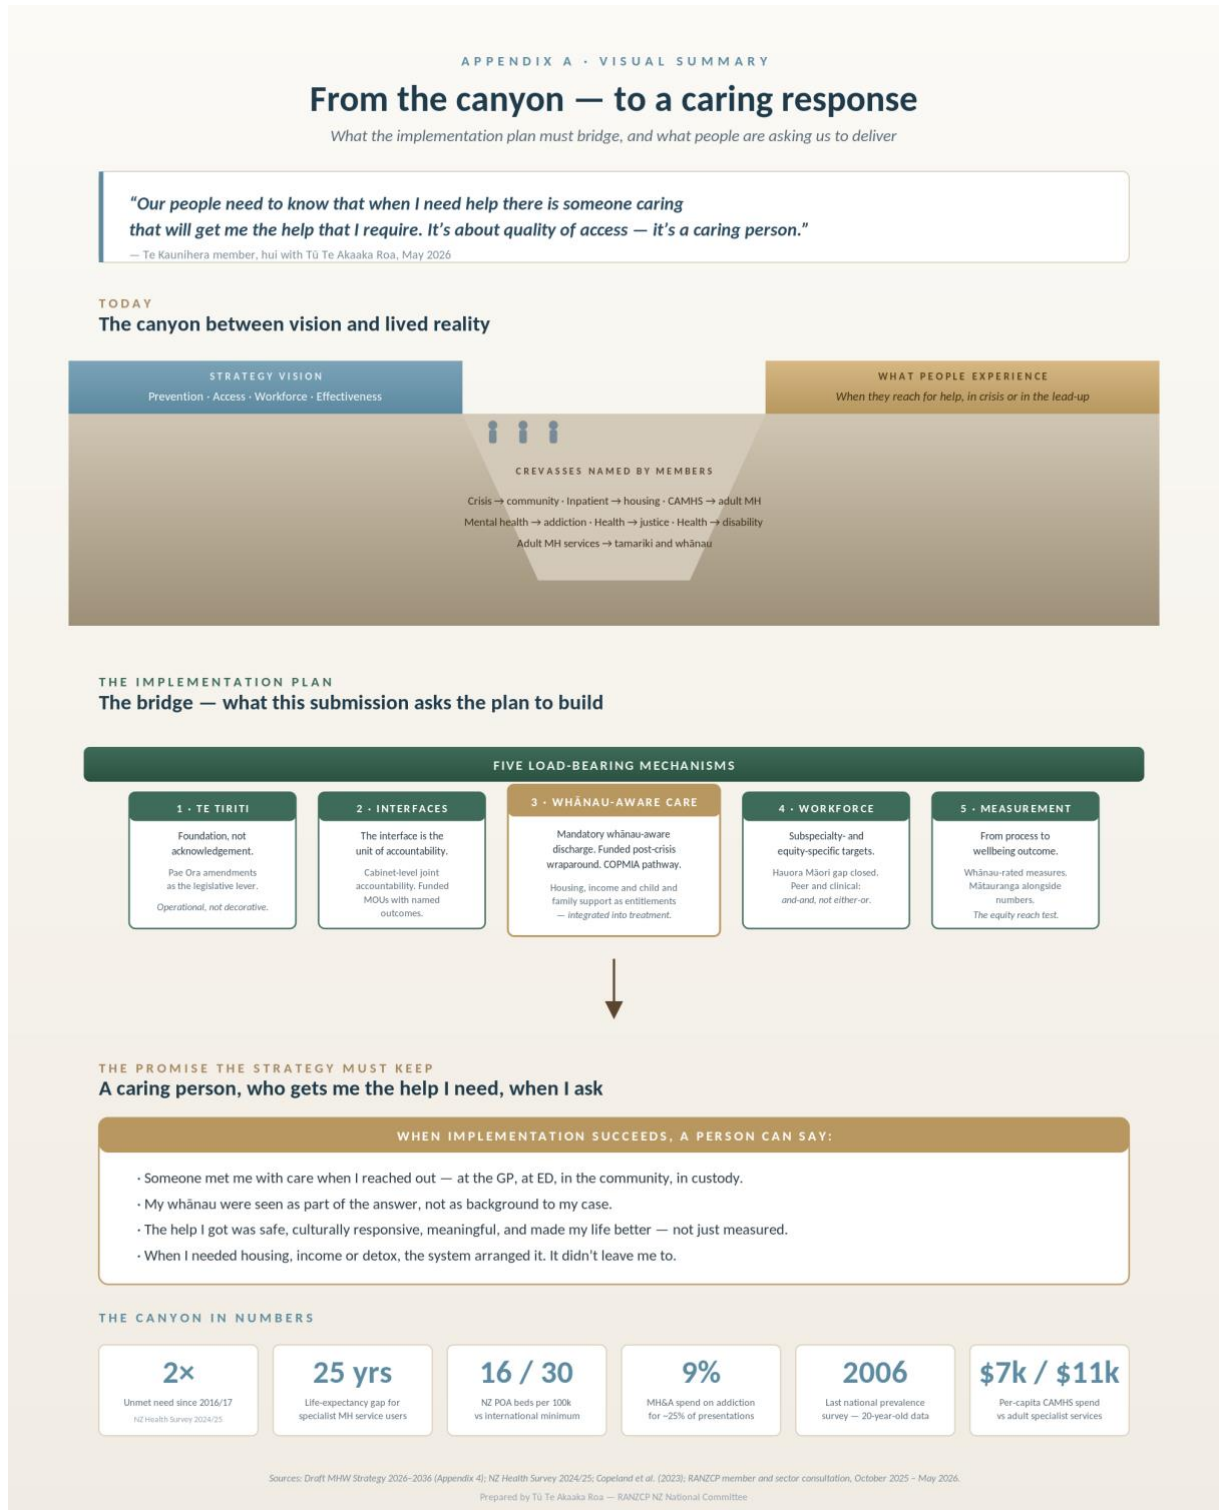 APPENDIX A · VISUAL SUMMARY
From the canyon — to a caring response
What the implementation plan must bridge, and what people are asking us to deliver
“Our people need to know that when I need help there is someone caring
that will get me the help that I require. It’s about quality of access — it’s a caring person.”
— Te Kaunihera member, hui with Tū Te Akaaka Roa, May 2026
TODAY
The canyon between vision and lived reality
STRATEGY VISION
Prevention · Access · Workforce · Effectiveness
WHAT PEOPLE EXPERIENCE
When they reach for help, in crisis or in the lead-up
CREVASSES NAMED BY MEMBERS
Crisis → community · Inpatient → housing · CAMHS → adult MH
Mental health → addiction · Health → justice · Health → disability
Adult MH services → tamariki and whānau
THE IMPLEMENTATION PLAN
The bridge — what this submission asks the plan to build
FIVE LOAD-BEARING MECHANISMS
1 · TE TIRITI
Foundation, not
acknowledgement.
Pae Ora amendments
as the legislative lever.
Operational, not decorative.
2 · INTERFACES
The interface is the
unit of accountability.
Cabinet-level joint
accountability. Funded
MOUs with named
outcomes.
3 · WHĀNAU-AWARE CARE
Mandatory whānau-aware
discharge. Funded post-crisis
wraparound. COPMIA pathway.
Housing, income and child and
family support as entitlements
— integrated into treatment.
4 · WORKFORCE
Subspecialty- and
equity-specific targets.
Hauora Māori gap closed.
Peer and clinical:
and-and, not either-or.
5 · MEASUREMENT
From process to
wellbeing outcome.
Whānau-rated measures.
Mātauranga alongside
numbers.
The equity reach test.
THE PROMISE THE STRATEGY MUST KEEP
A caring person, who gets me the help I need, when I ask
WHEN IMPLEMENTATION SUCCEEDS, A PERSON CAN SAY:
· Someone met me with care when I reached out — at the GP, at ED, in the community, in custody.
· My whānau were seen as part of the answer, not as background to my case.
· The help I got was safe, culturally responsive, meaningful, and made my life better — not just measured.
· When I needed housing, income or detox, the system arranged it. It didn’t leave me to.
THE CANYON IN NUMBERS
2×
Unmet need since 2016/17
NZ Health Survey 2024/25
25 yrs
Life-expectancy gap for
specialist MH service users
16 / 30
NZ POA beds per 100k
vs international minimum
9%
MH&A spend on addiction
for ~25% of presentations
2006
Last national prevalence
survey — 20-year-old data
$7k / $11k
Per-capita CAMHS spend
vs adult specialist services
Sources: Draft MHW Strategy 2026–2036 (Appendix 4); NZ Health Survey 2024/25; Copeland et al. (2023); RANZCP member and sector consultation, October 2025 – May 2026.
Prepared by Tū Te Akaaka Roa — RANZCP NZ National Committee